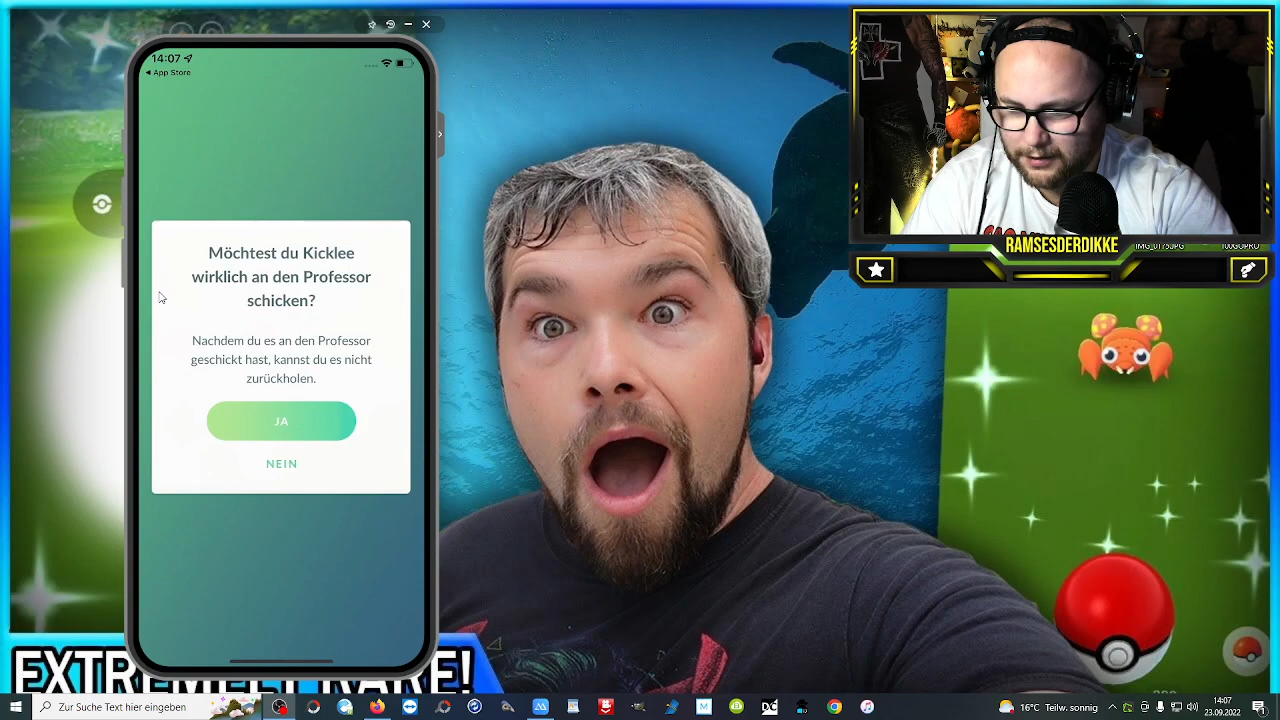 14:07
App Store
Möchtest du Kicklee
wirklich an den Professor
schicken?
Nachdem du es an den Professor
geschickt hast, kannst du es nicht
zurückholen.
JA
NEIN
RAMSESDERDIKKE
100GOPRO
Zur Suche Text hier eingeben
16°C Teilw. sonnig
14:07
23.09.2022